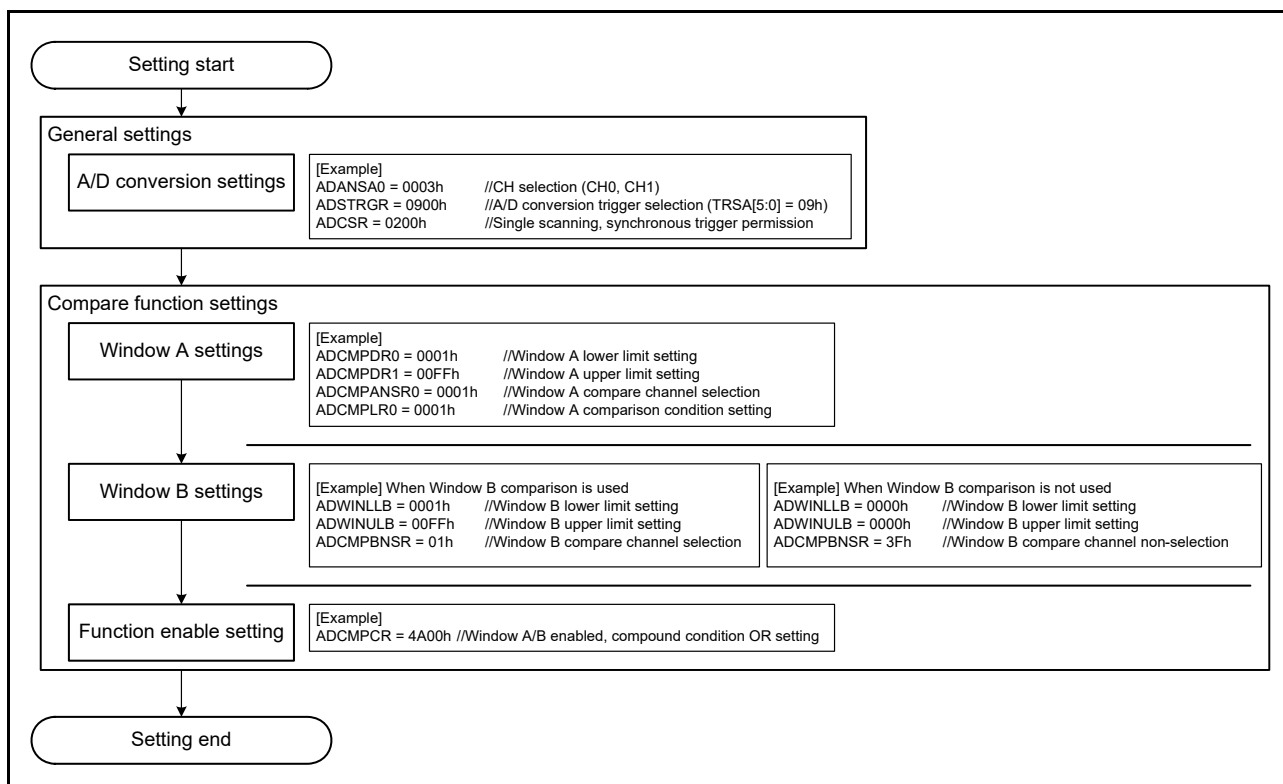 Setting start
General settings
A/D conversion settings
[Example]
ADANSA0 = 0003h //CH selection (CH0, CH1)
ADSTRGR = 0900h //A/D conversion trigger selection (TRSA[5:0] = 09h)
ADCSR = 0200h //Single scanning, synchronous trigger permission
Compare function settings
Window A settings
[Example]
ADCMPDR0 = 0001h //Window A lower limit setting
ADCMPDR1 = 00FFh //Window A upper limit setting
ADCMPANSR0 = 0001h //Window A compare channel selection
ADCMPLR0 = 0001h //Window A comparison condition setting
Window B settings
[Example] When Window B comparison is used
ADWINLLB = 0001h //Window B lower limit setting
ADWINULB = 00FFh //Window B upper limit setting
ADCMPBNSR = 01h //Window B compare channel selection
[Example] When Window B comparison is not used
ADWINLLB = 0000h //Window B lower limit setting
ADWINULB = 0000h //Window B upper limit setting
ADCMPBNSR = 3Fh //Window B compare channel non-selection
Function enable setting
[Example]
ADCMPCR = 4A00h //Window A/B enabled, compound condition OR setting
Setting end